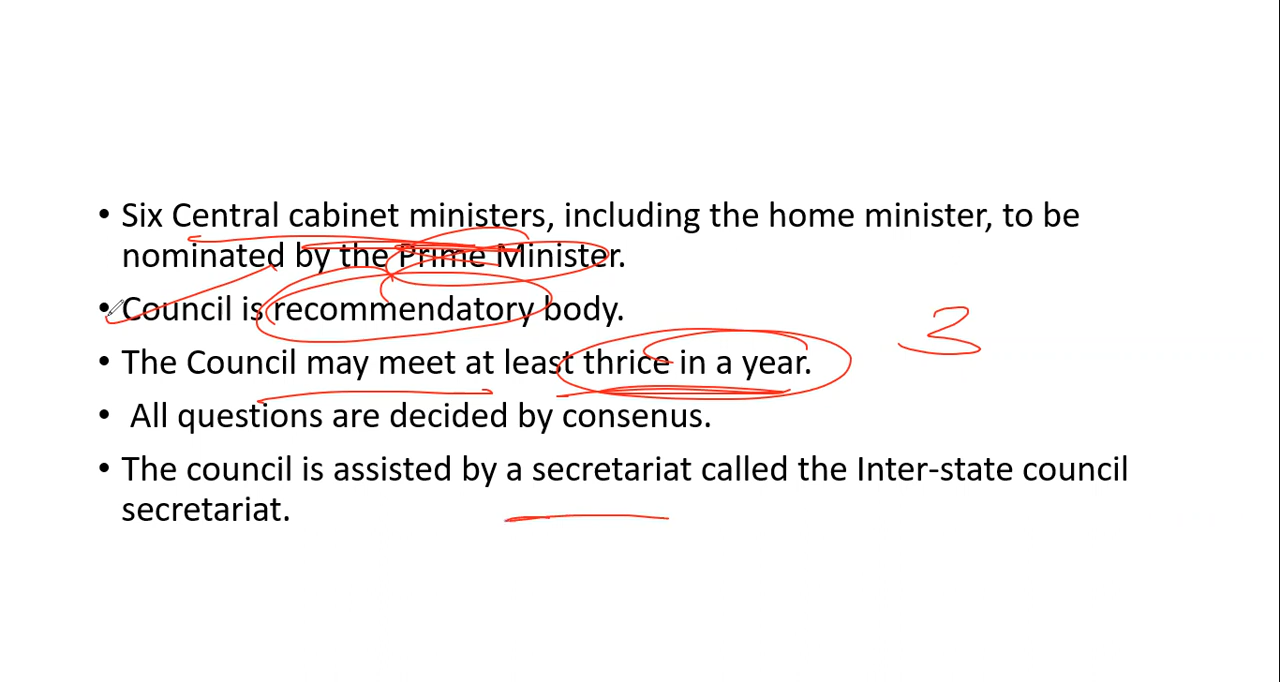 • Six Central cabinet ministers, including the home minister, to be
nominated by the Prime Minister.
• Council is recommendatory body.
• The Council may meet at least thrice in a year.
3
• All questions are decided by consenus.
• The council is assisted by a secretariat called the Inter-state council
secretariat.